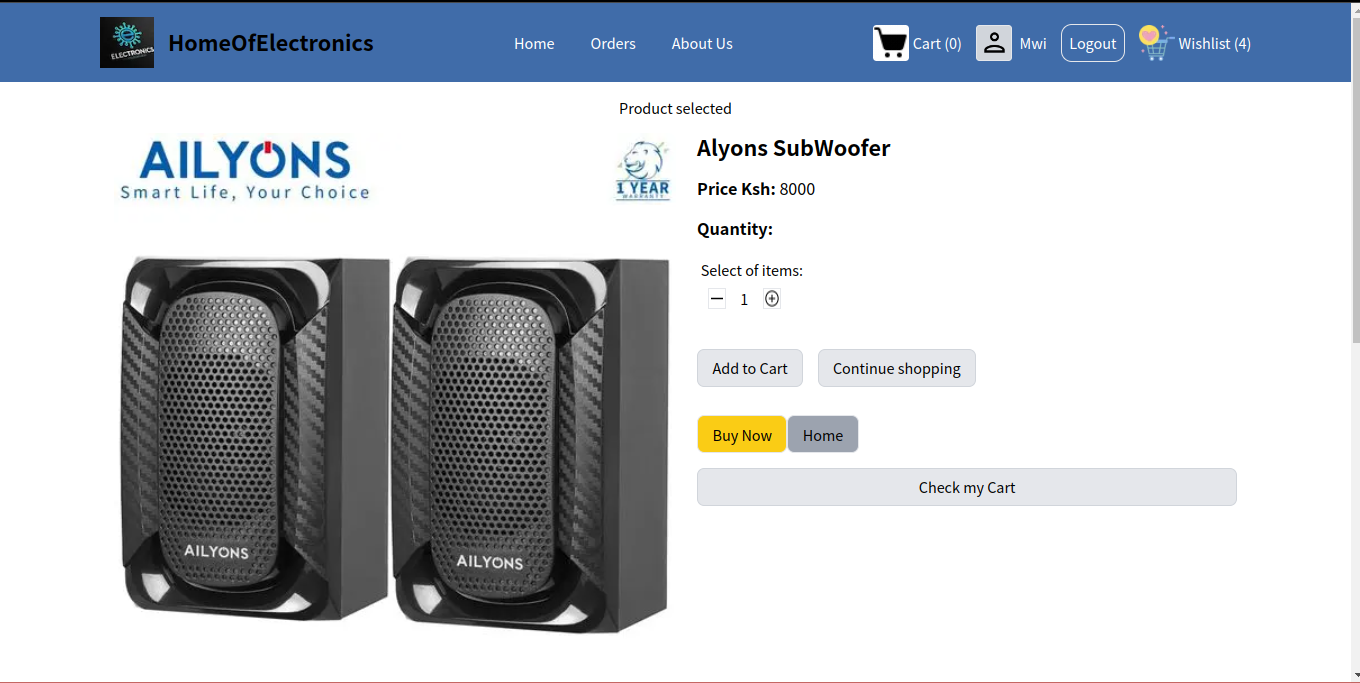 ELECTRONICS
HomeOfElectronics
Home
Orders
About Us
Cart (0)
Mwi
Logout
Wishlist (4)
Product selected
AILYONS
Smart Life, Your Choice
1 YEAR
WARRANTY
Alyons SubWoofer
Price Ksh: 8000
Quantity:
Select of items:
1
Add to Cart
Continue shopping
Buy Now
Home
Check my Cart
AILYONS
AILYONS